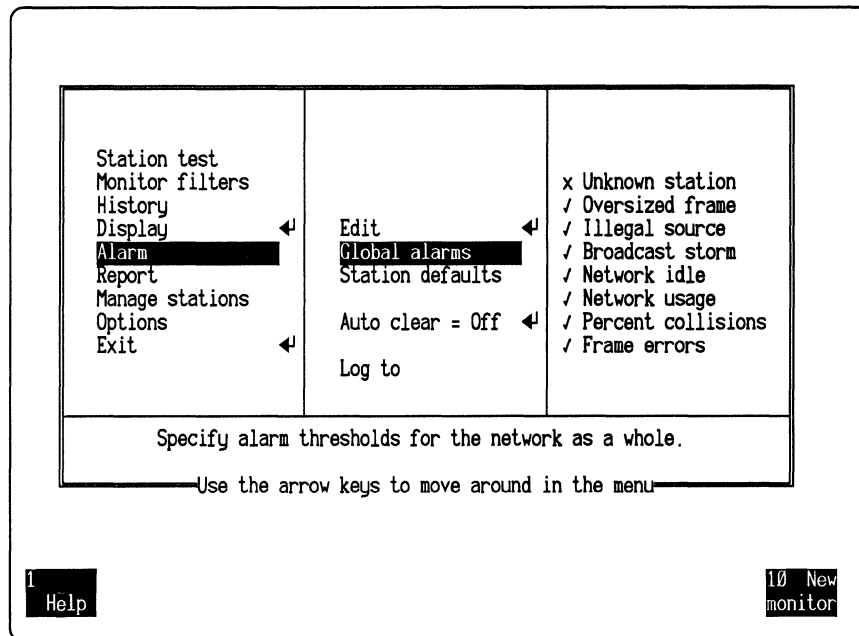 Station test
Monitor filters
History
Display ↵
Alarm
Report
Manage stations
Options
Exit ↵
Edit ↵
Global alarms
Station defaults
Auto clear = Off ↵
Log to
x Unknown station
√ Oversized frame
√ Illegal source
√ Broadcast storm
√ Network idle
√ Network usage
√ Percent collisions
√ Frame errors
Specify alarm thresholds for the network as a whole.
Use the arrow keys to move around in the menu
1
Help
10 New
monitor